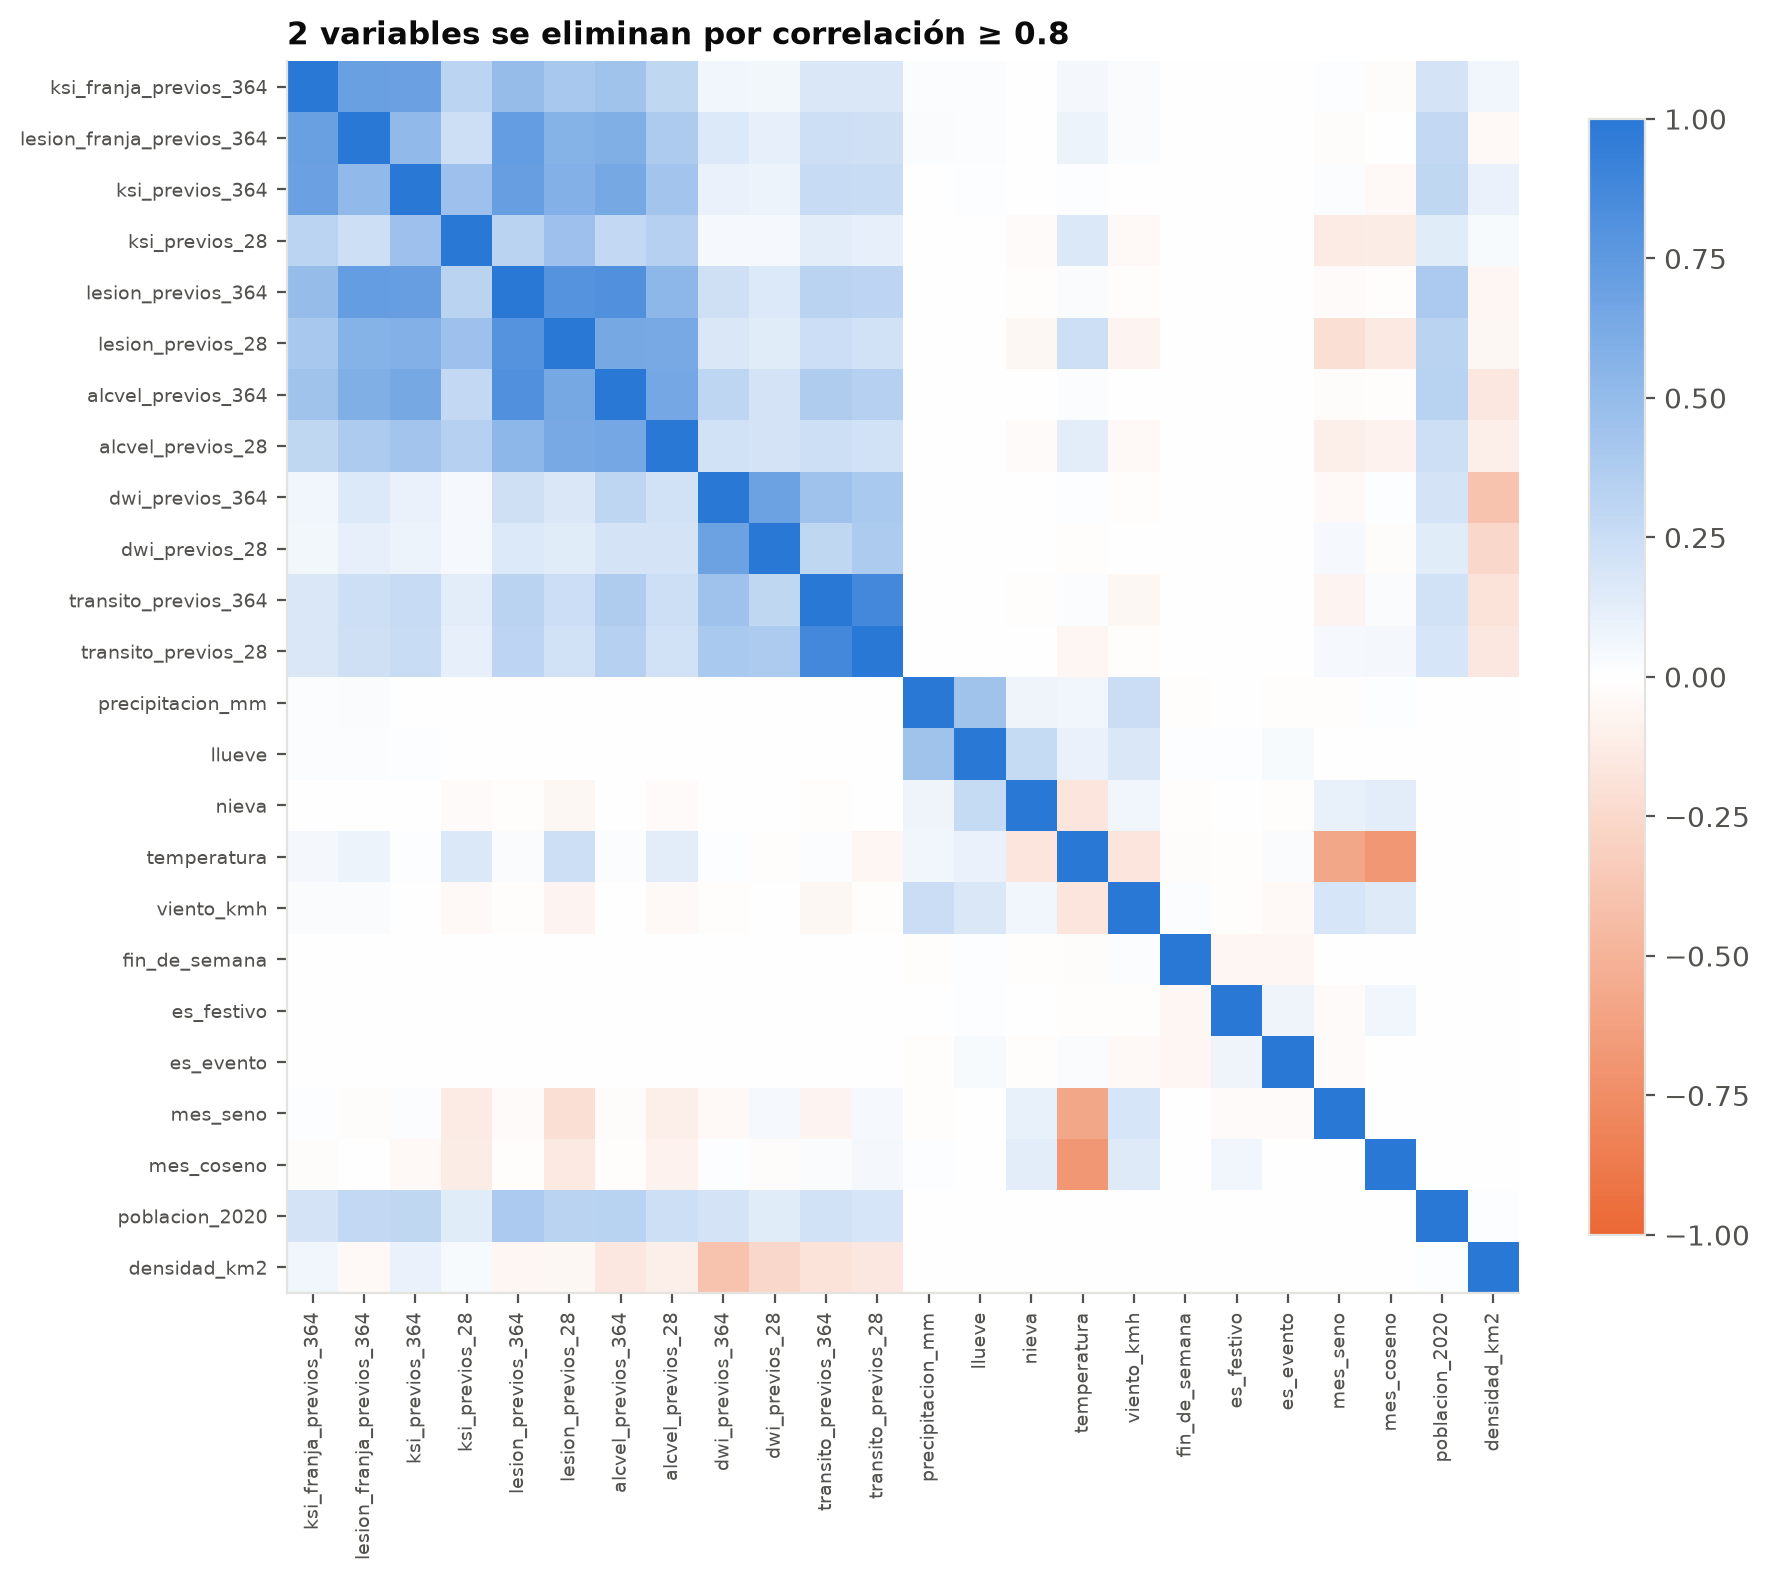 2 variables se eliminan por correlación ≥ 0.8
ksi_franja_previos_364
lesion_franja_previos_364
ksi_previos_364
ksi_previos_28
lesion_previos_364
lesion_previos_28
alcvel_previos_364
alcvel_previos_28
dwi_previos_364
dwi_previos_28
transito_previos_364
transito_previos_28
precipitacion_mm
llueve
nieva
temperatura
viento_kmh
fin_de_semana
es_festivo
es_evento
mes_seno
mes_coseno
poblacion_2020
densidad_km2
ksi_franja_previos_364
lesion_franja_previos_364
ksi_previos_364
ksi_previos_28
lesion_previos_364
lesion_previos_28
alcvel_previos_364
alcvel_previos_28
dwi_previos_364
dwi_previos_28
transito_previos_364
transito_previos_28
precipitacion_mm
llueve
nieva
temperatura
viento_kmh
fin_de_semana
es_festivo
es_evento
mes_seno
mes_coseno
poblacion_2020
densidad_km2
1.00
0.75
0.50
0.25
0.00
−0.25
−0.50
−0.75
−1.00